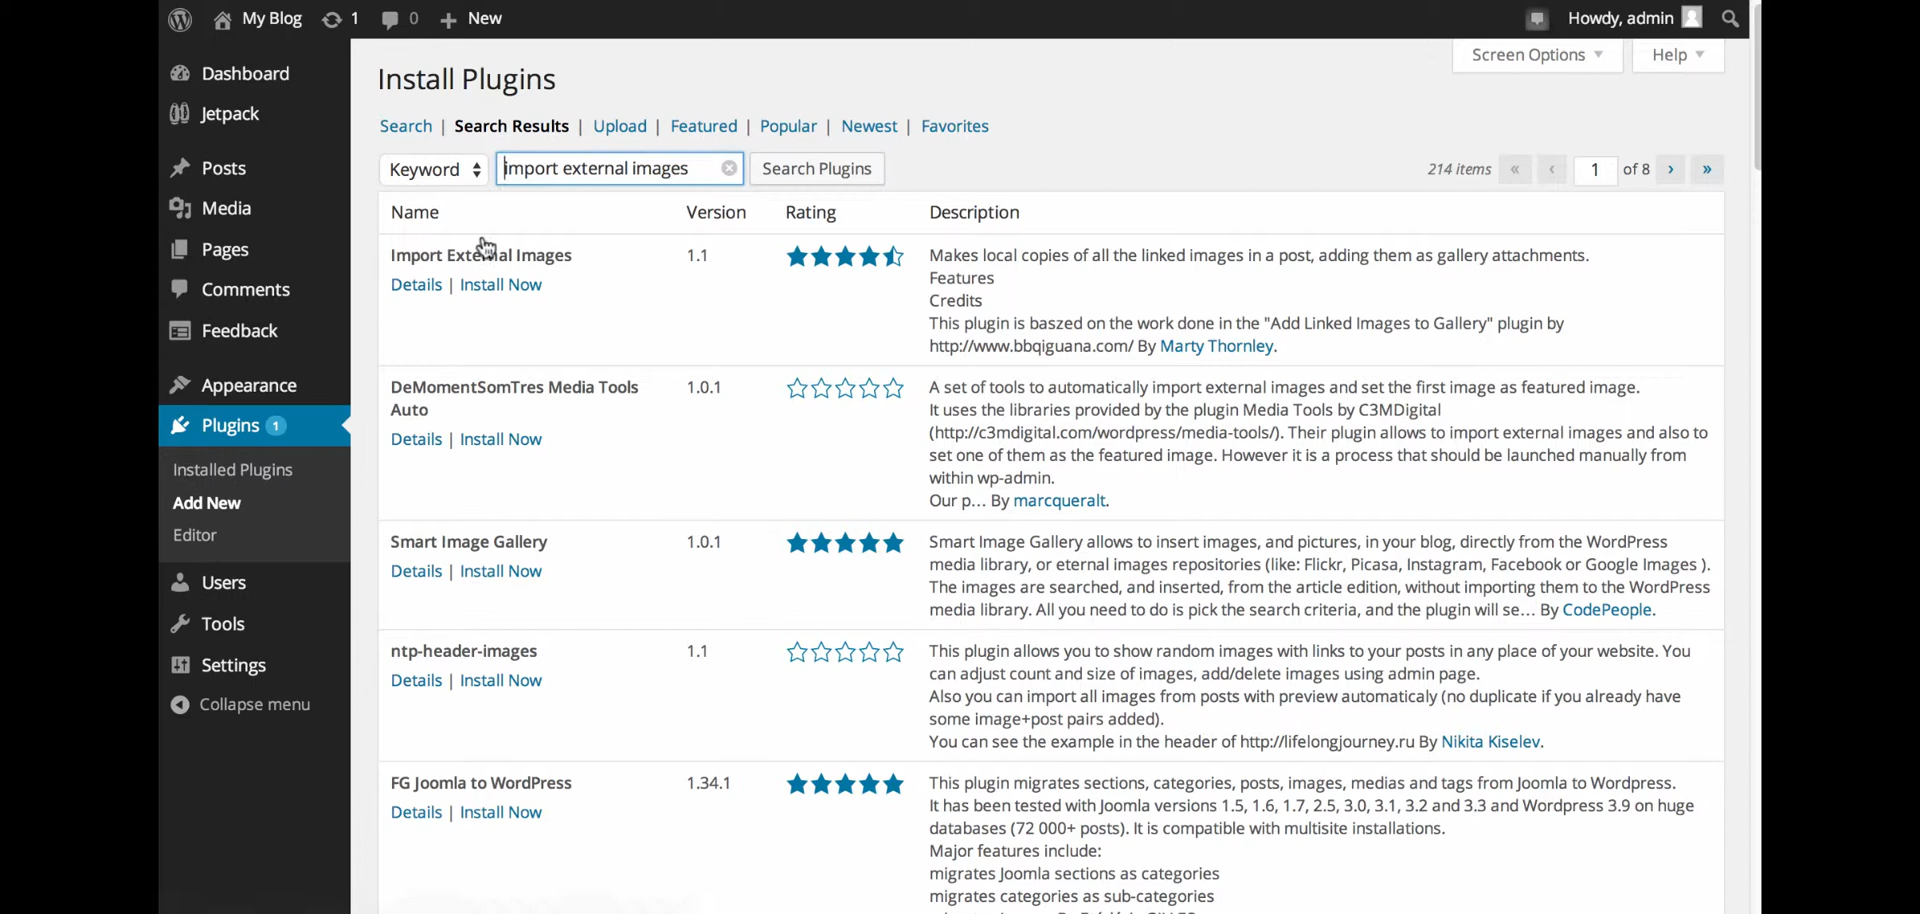 My Blog 1 0 New Howdy, admin
Screen Options Help
Dashboard
Jetpack
Posts
Media
Pages
Comments
Feedback
Appearance
Plugins 1
Installed Plugins
Add New
Editor
Users
Tools
Settings
Collapse menu
Install Plugins
Search | Search Results | Upload | Featured | Popular | Newest | Favorites
Keyword import external images Search Plugins 214 items « ‹ 1 of 8 › »
Name Version Rating Description
Import External Images 1.1
Details | Install Now
Makes local copies of all the linked images in a post, adding them as gallery attachments.
Features
Credits
This plugin is baszed on the work done in the "Add Linked Images to Gallery" plugin by
http://www.bbqiguana.com/ By Marty Thornley.
DeMomentSomTres Media Tools
Auto
1.0.1
Details | Install Now
A set of tools to automatically import external images and set the first image as featured image.
It uses the libraries provided by the plugin Media Tools by C3MDigital
(http://c3mdigital.com/wordpress/media-tools/). Their plugin allows to import external images and also to
set one of them as the featured image. However it is a process that should be launched manually from
within wp-admin.
Our p... By marcqueralt.
Smart Image Gallery 1.0.1
Details | Install Now
Smart Image Gallery allows to insert images, and pictures, in your blog, directly from the WordPress
media library, or eternal images repositories (like: Flickr, Picasa, Instagram, Facebook or Google Images ).
The images are searched, and inserted, from the article edition, without importing them to the WordPress
media library. All you need to do is pick the search criteria, and the plugin will se... By CodePeople.
ntp-header-images 1.1
Details | Install Now
This plugin allows you to show random images with links to your posts in any place of your website. You
can adjust count and size of images, add/delete images using admin page.
Also you can import all images from posts with preview automaticaly (no duplicate if you already have
some image+post pairs added).
You can see the example in the header of http://lifelongjourney.ru By Nikita Kiselev.
FG Joomla to WordPress 1.34.1
Details | Install Now
This plugin migrates sections, categories, posts, images, medias and tags from Joomla to Wordpress.
It has been tested with Joomla versions 1.5, 1.6, 1.7, 2.5, 3.0, 3.1, 3.2 and 3.3 and Wordpress 3.9 on huge
databases (72 000+ posts). It is compatible with multisite installations.
Major features include:
migrates Joomla sections as categories
migrates categories as sub-categories